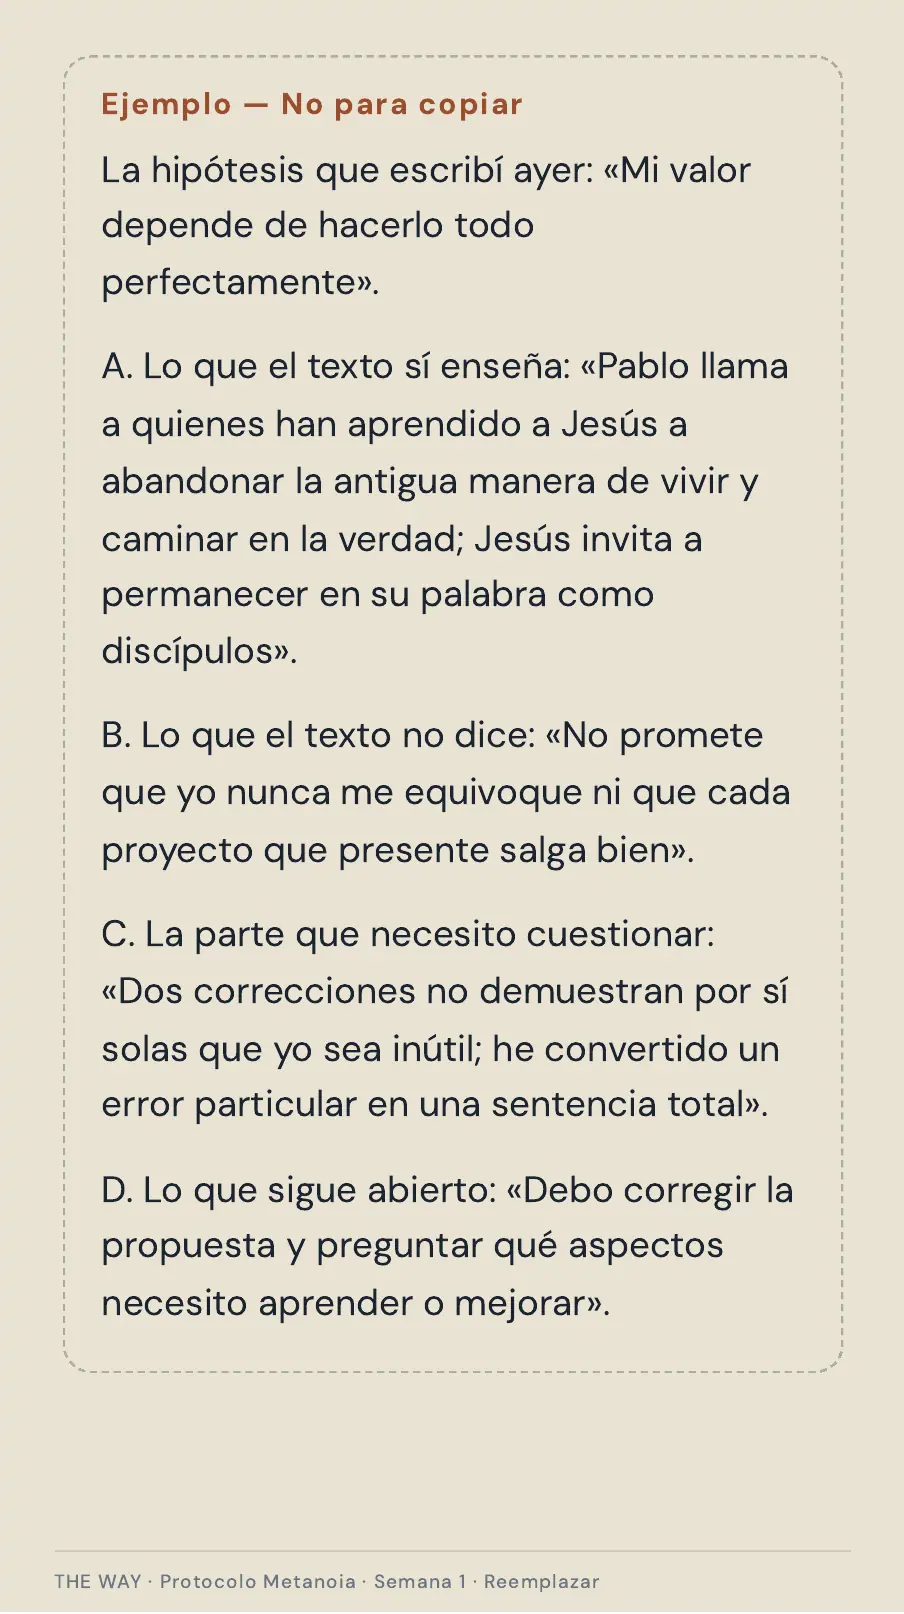 Ejemplo — No para copiar
La hipótesis que escribí ayer: «Mi valor
depende de hacerlo todo
perfectamente».
A. Lo que el texto sí enseña: «Pablo llama
a quienes han aprendido a Jesús a
abandonar la antigua manera de vivir y
caminar en la verdad; Jesús invita a
permanecer en su palabra como
discípulos».
B. Lo que el texto no dice: «No promete
que yo nunca me equivoque ni que cada
proyecto que presente salga bien».
C. La parte que necesito cuestionar:
«Dos correcciones no demuestran por sí
solas que yo sea inútil; he convertido un
error particular en una sentencia total».
D. Lo que sigue abierto: «Debo corregir la
propuesta y preguntar qué aspectos
necesito aprender o mejorar».
THE WAY · Protocolo Metanoia · Semana 1 · Reemplazar